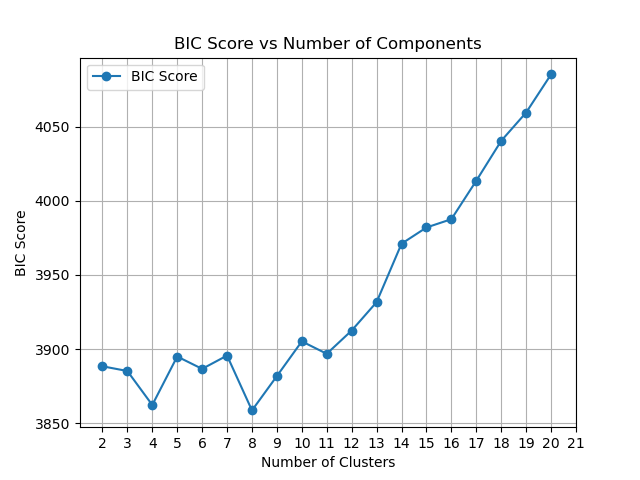 BIC Score vs Number of Components
BIC Score
BIC Score
4050
4000
3950
3900
3850
2 3 4 5 6 7 8 9 10 11 12 13 14 15 16 17 18 19 20 21
Number of Clusters